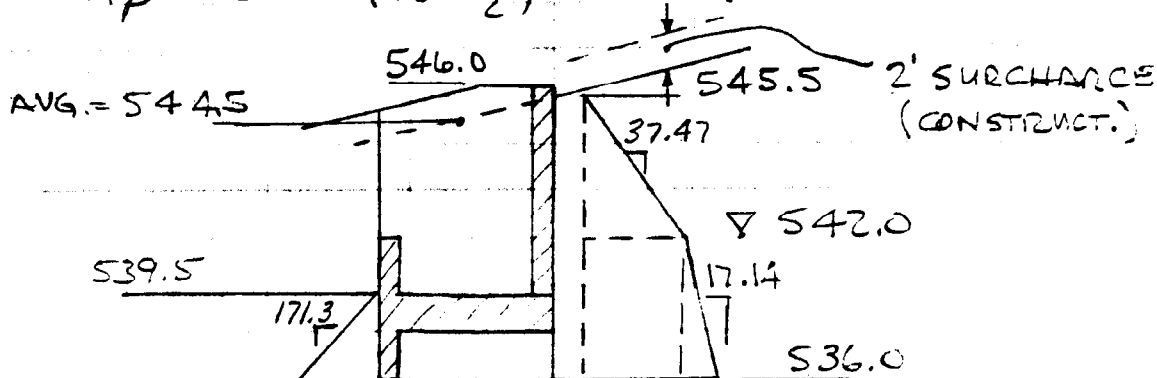 546.0
AVG. = 544.5
545.5
2' SURCHARGE
(CONSTRUCT.)
37.47
▽ 542.0
539.5
17.14
171.3
536.0